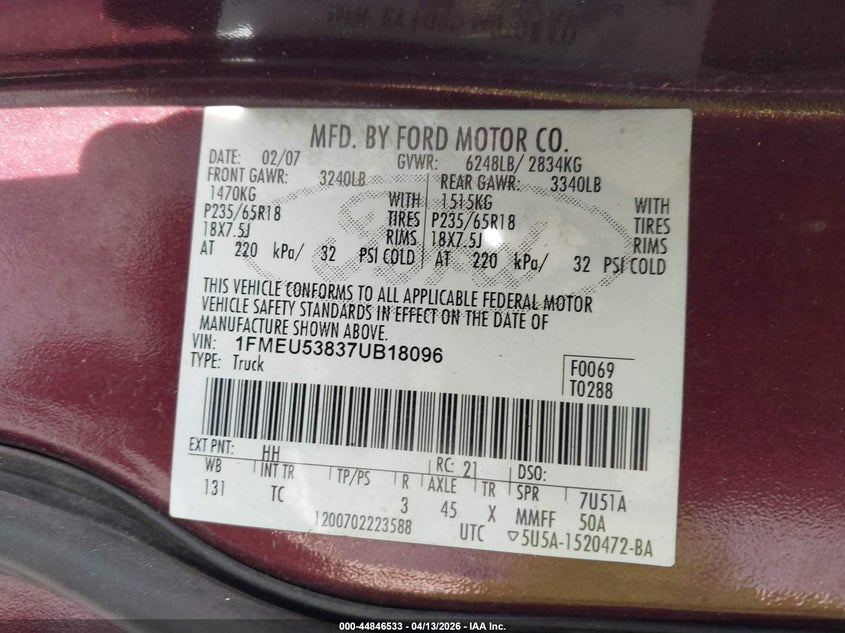 MFD. BY FORD MOTOR CO.
DATE: 02/07 GVWR: 6248LB/ 2834KG
FRONT GAWR: 3240LB REAR GAWR: 3340LB
1470KG WITH 1515KG WITH
P235/65R18 TIRES P235/65R18 TIRES
18X7.5J RIMS 18X7.5J RIMS
AT 220 kPa/ 32 PSI COLD AT 220 kPa/ 32 PSI COLD
THIS VEHICLE CONFORMS TO ALL APPLICABLE FEDERAL MOTOR
VEHICLE SAFETY STANDARDS IN EFFECT ON THE DATE OF
MANUFACTURE SHOWN ABOVE.
VIN: 1FMEU53837UB18096
TYPE: Truck
F0069
T0288
EXT PNT: HH RC: 21 DSO:
WB INT TR TP/PS R AXLE TR SPR 7U51A
131 TC 3 45 X MMFF 50A
1200702223588 UTC ▽5U5A-1520472-BA
000-44846533 - 04/13/2026 - IAA Inc.